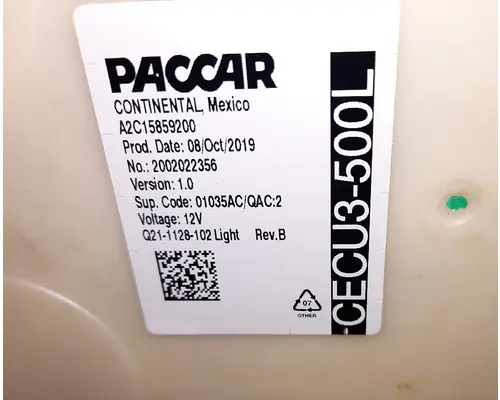 PACCAR
CONTINENTAL, Mexico
A2C15859200
Prod. Date: 08/Oct/2019
No.: 2002022356
Version: 1.0
Sup. Code: 01035AC/QAC:2
Voltage: 12V
Q21-1128-102 Light Rev.B
07
OTHER
CECU3-500L